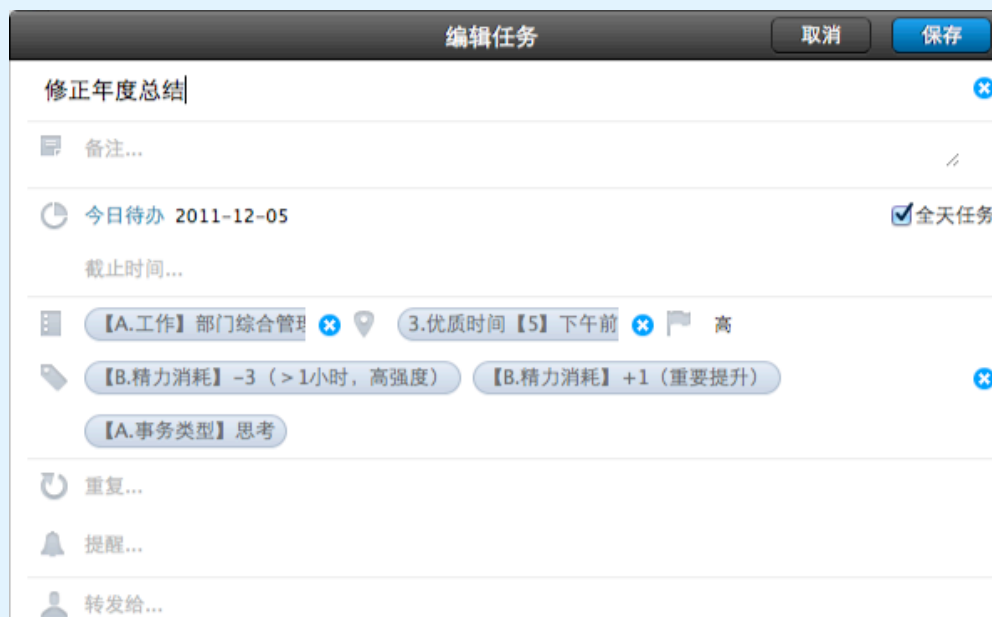 编辑任务 取消 保存
修正年度总结
备注...
今日待办 2011-12-05 全天任务
截止时间...
【A.工作】部门综合管理 3.优质时间【5】下午前 高
【B.精力消耗】-3（>1小时，高强度） 【B.精力消耗】+1（重要提升）
【A.事务类型】思考
重复...
提醒...
转发给...